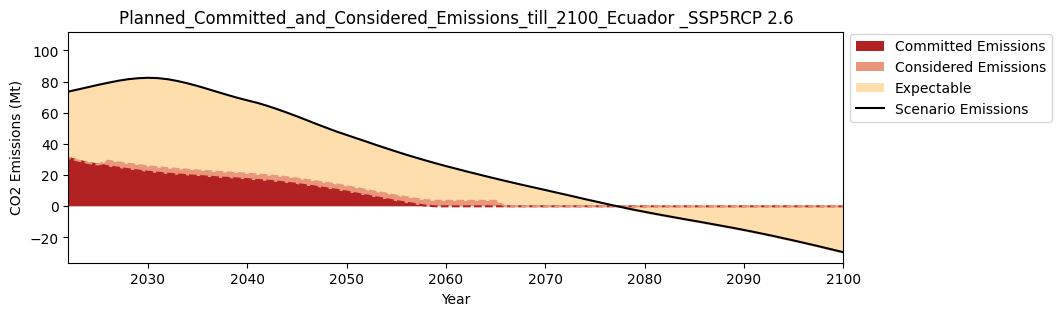 Planned_Committed_and_Considered_Emissions_till_2100_Ecuador _SSP5RCP 2.6
CO2 Emissions (Mt)
100
80
60
40
20
0
−20
2030
2040
2050
2060
2070
2080
2090
2100
Year
Committed Emissions
Considered Emissions
Expectable
Scenario Emissions